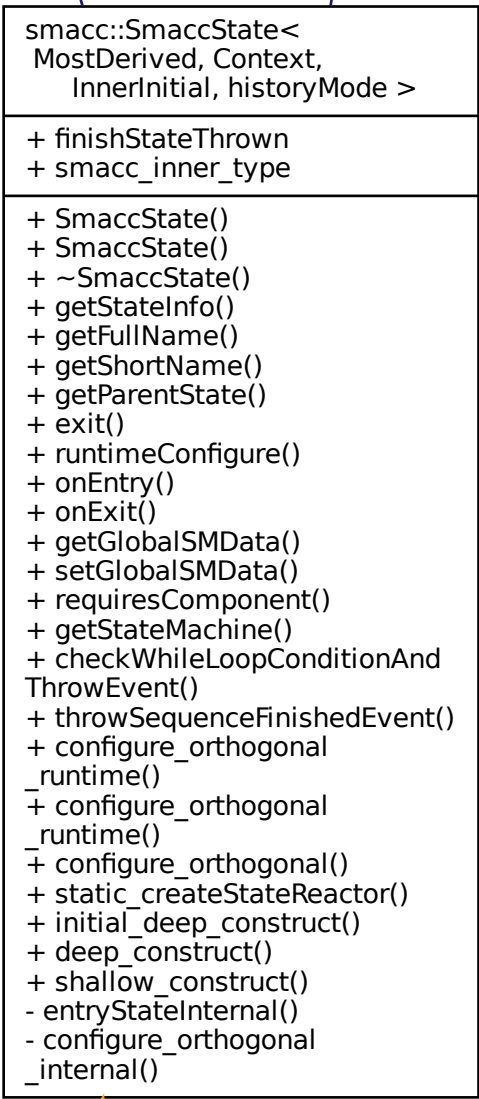 smacc::SmaccState<
MostDerived, Context,
InnerInitial, historyMode >
+ finishStateThrown
+ smacc_inner_type
+ SmaccState()
+ SmaccState()
+ ~SmaccState()
+ getStateInfo()
+ getFullName()
+ getShortName()
+ getParentState()
+ exit()
+ runtimeConfigure()
+ onEntry()
+ onExit()
+ getGlobalSMData()
+ setGlobalSMData()
+ requiresComponent()
+ getStateMachine()
+ checkWhileLoopConditionAnd
ThrowEvent()
+ throwSequenceFinishedEvent()
+ configure_orthogonal
_runtime()
+ configure_orthogonal
_runtime()
+ configure_orthogonal()
+ static_createStateReactor()
+ initial_deep_construct()
+ deep_construct()
+ shallow_construct()
- entryStateInternal()
- configure_orthogonal
_internal()